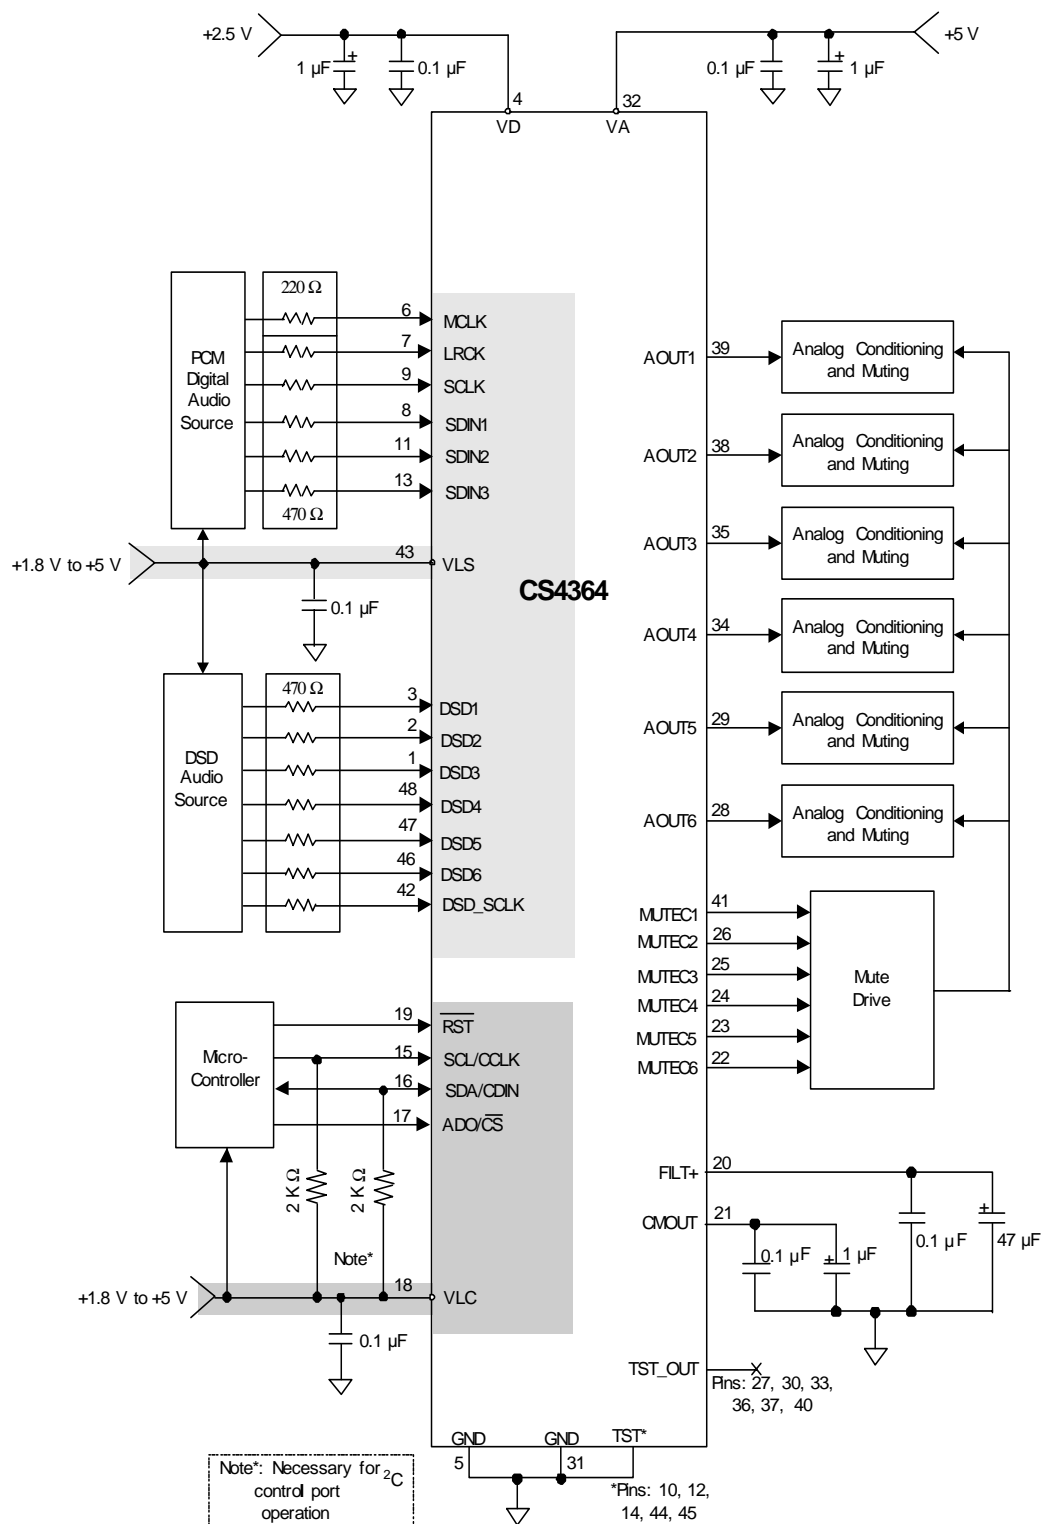 +2.5 V
1 µF
+
0.1 µF
4
VD
+5 V
0.1 µF
+
1 µF
32
VA
PCM
Digital
Audio
Source
220 Ω
6
MCLK
7
LRCK
9
SCLK
8
SDIN1
11
SDIN2
13
SDIN3
470 Ω
+1.8 V to +5 V
43
VLS
0.1 µF
CS4364
DSD
Audio
Source
470 Ω
3
DSD1
2
DSD2
1
DSD3
48
DSD4
47
DSD5
46
DSD6
42
DSD_SCLK
Micro-
Controller
19
RST
15
SCL/CCLK
16
SDA/CDIN
17
ADO/CS
2 K Ω
2 K Ω
Note*
+1.8 V to +5 V
18
VLC
0.1 µF
AOUT1
39
Analog Conditioning
and Muting
AOUT2
38
Analog Conditioning
and Muting
AOUT3
35
Analog Conditioning
and Muting
AOUT4
34
Analog Conditioning
and Muting
AOUT5
29
Analog Conditioning
and Muting
AOUT6
28
Analog Conditioning
and Muting
MUTEC1
41
MUTEC2
26
MUTEC3
25
MUTEC4
24
MUTEC5
23
MUTEC6
22
Mute
Drive
FILT+
20
CMOUT
21
0.1 µF
+
1 µF
0.1 µF
+
47 µF
TST_OUT
Pins: 27, 30, 33,
36, 37, 40
GND
5
GND
31
TST*
*Pins: 10, 12,
14, 44, 45
Note*: Necessary for ²C
control port
operation